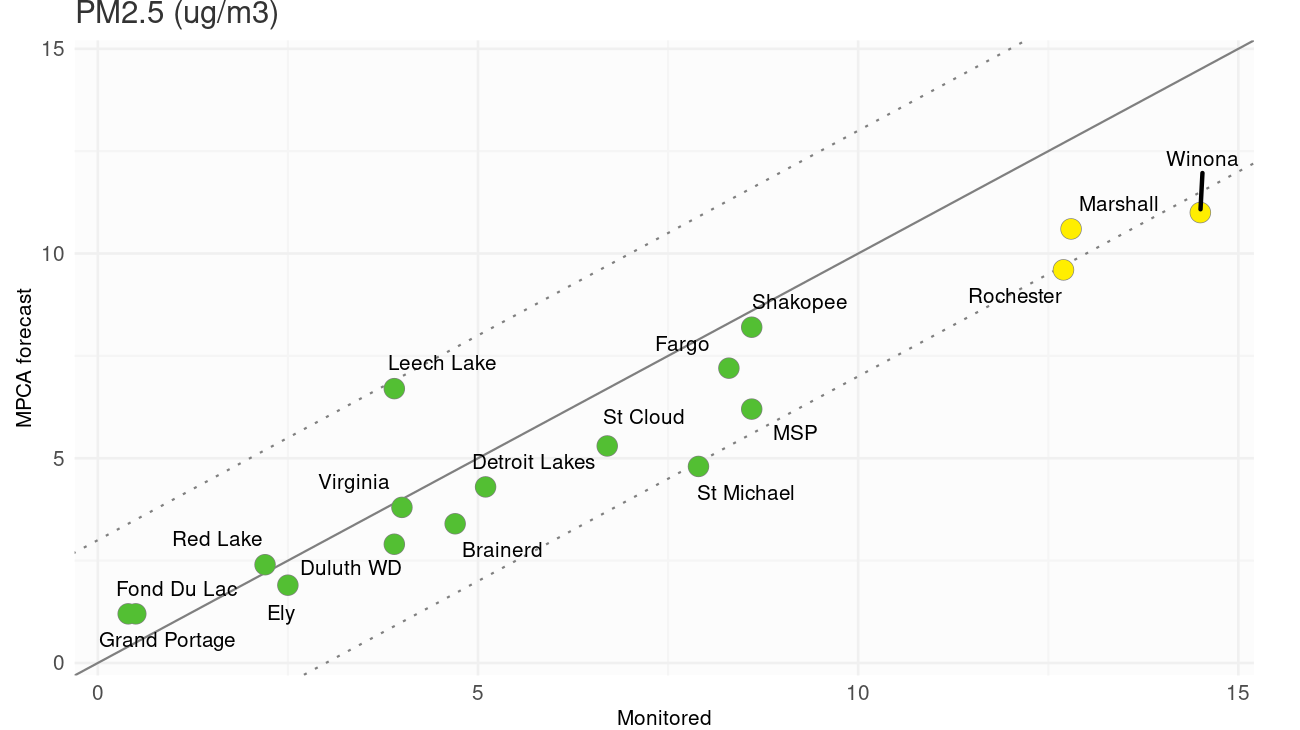 PM2.5 (ug/m3)
15
Winona
Marshall
10
Rochester
Shakopee
Fargo
Leech Lake
St Cloud
MSP
Detroit Lakes
5
Virginia
St Michael
Red Lake
Brainerd
Duluth WD
Fond Du Lac
Ely
Grand Portage
0
MPCA forecast
0
5
10
15
Monitored